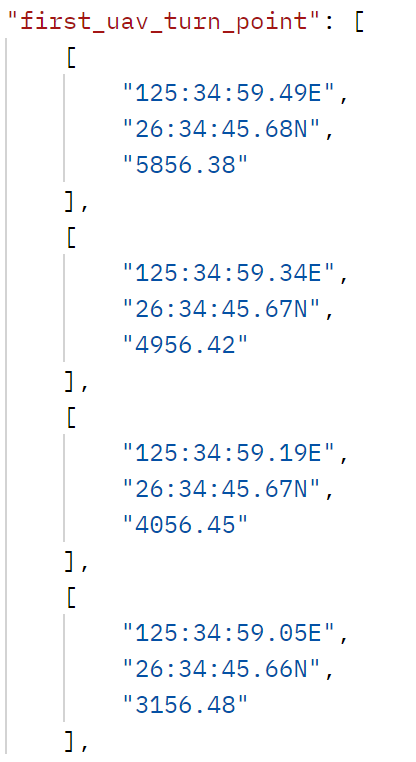 "first_uav_turn_point": [
[
"125:34:59.49E",
"26:34:45.68N",
"5856.38"
],
[
"125:34:59.34E",
"26:34:45.67N",
"4956.42"
],
[
"125:34:59.19E",
"26:34:45.67N",
"4056.45"
],
[
"125:34:59.05E",
"26:34:45.66N",
"3156.48"
],